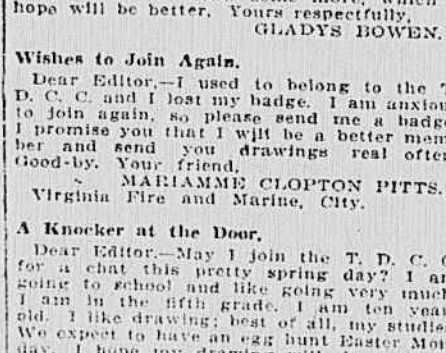 hope will be better. Yours respectfully,
GLADYS BOWEN.
Wishes to Join Again.
Dear Editor,—I used to belong to the T
D. C. C. and I lost my badge. I am anxiou
to join again, so please send me a badge
I promise you that I will be a better mem
ber and send you drawings real often
Good-by. Your friend,
MARIAMME CLOPTON PITTS.
Virginia Fire and Marine, City.
A Knocker at the Door.
Dear Editor.—May I join the T. D. C. C
for a chat this pretty spring day? I am
going to school and like going very much
I am in the fifth grade. I am ten year
old. I like drawing; best of all, my studies
We expect to have an egg hunt Easter Mon
day. I hope my